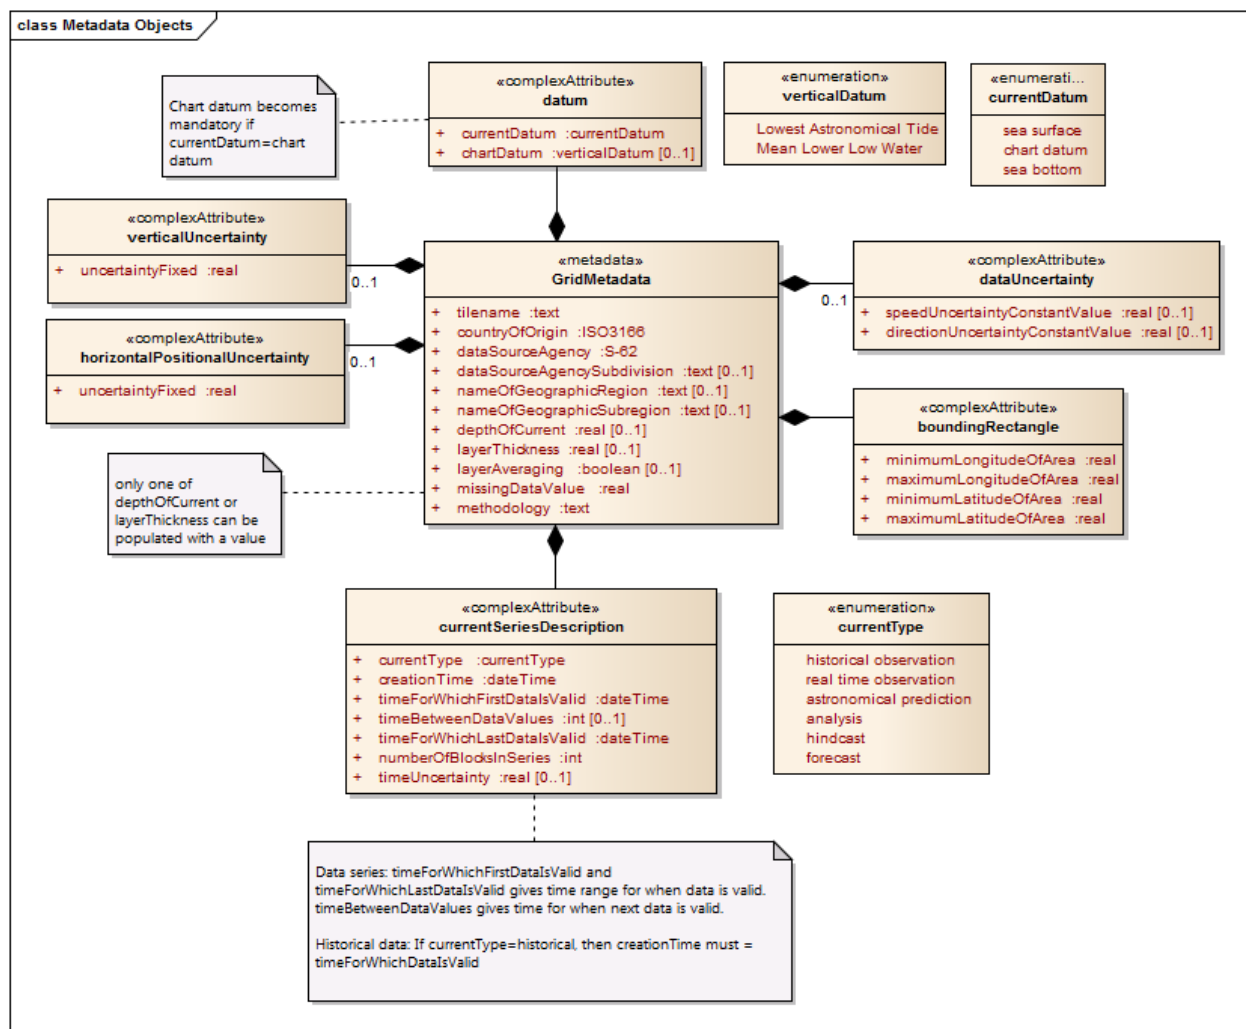 class Metadata Objects
Chart datum becomes
mandatory if
currentDatum=chart
datum
«complexAttribute»
datum
+ currentDatum :currentDatum
+ chartDatum :verticalDatum [0..1]
«enumeration»
verticalDatum
Lowest Astronomical Tide
Mean Lower Low Water
«enumerati...
currentDatum
sea surface
chart datum
sea bottom
«complexAttribute»
verticalUncertainty
+ uncertaintyFixed :real
0..1
«complexAttribute»
horizontalPositionalUncertainty
+ uncertaintyFixed :real
0..1
«metadata»
GridMetadata
+ tilename :text
+ countryOfOrigin :ISO3166
+ dataSourceAgency :S-62
+ dataSourceAgencySubdivision :text [0..1]
+ nameOfGeographicRegion :text [0..1]
+ nameOfGeographicSubregion :text [0..1]
+ depthOfCurrent :real [0..1]
+ layerThickness :real [0..1]
+ layerAveraging :boolean [0..1]
+ missingDataValue :real
+ methodology :text
0..1
«complexAttribute»
dataUncertainty
+ speedUncertaintyConstantValue :real [0..1]
+ directionUncertaintyConstantValue :real [0..1]
«complexAttribute»
boundingRectangle
+ minimumLongitudeOfArea :real
+ maximumLongitudeOfArea :real
+ minimumLatitudeOfArea :real
+ maximumLatitudeOfArea :real
only one of
depthOfCurrent or
layerThickness can be
populated with a value
«complexAttribute»
currentSeriesDescription
+ currentType :currentType
+ creationTime :dateTime
+ timeForWhichFirstDataIsValid :dateTime
+ timeBetweenDataValues :int [0..1]
+ timeForWhichLastDataIsValid :dateTime
+ numberOfBlocksInSeries :int
+ timeUncertainty :real [0..1]
«enumeration»
currentType
historical observation
real time observation
astronomical prediction
analysis
hindcast
forecast
Data series: timeForWhichFirstDataIsValid and
timeForWhichLastDataIsValid gives time range for when data is valid.
timeBetweenDataValues gives time for when next data is valid.
Historical data: If currentType=historical, then creationTime must =
timeForWhichDataIsValid